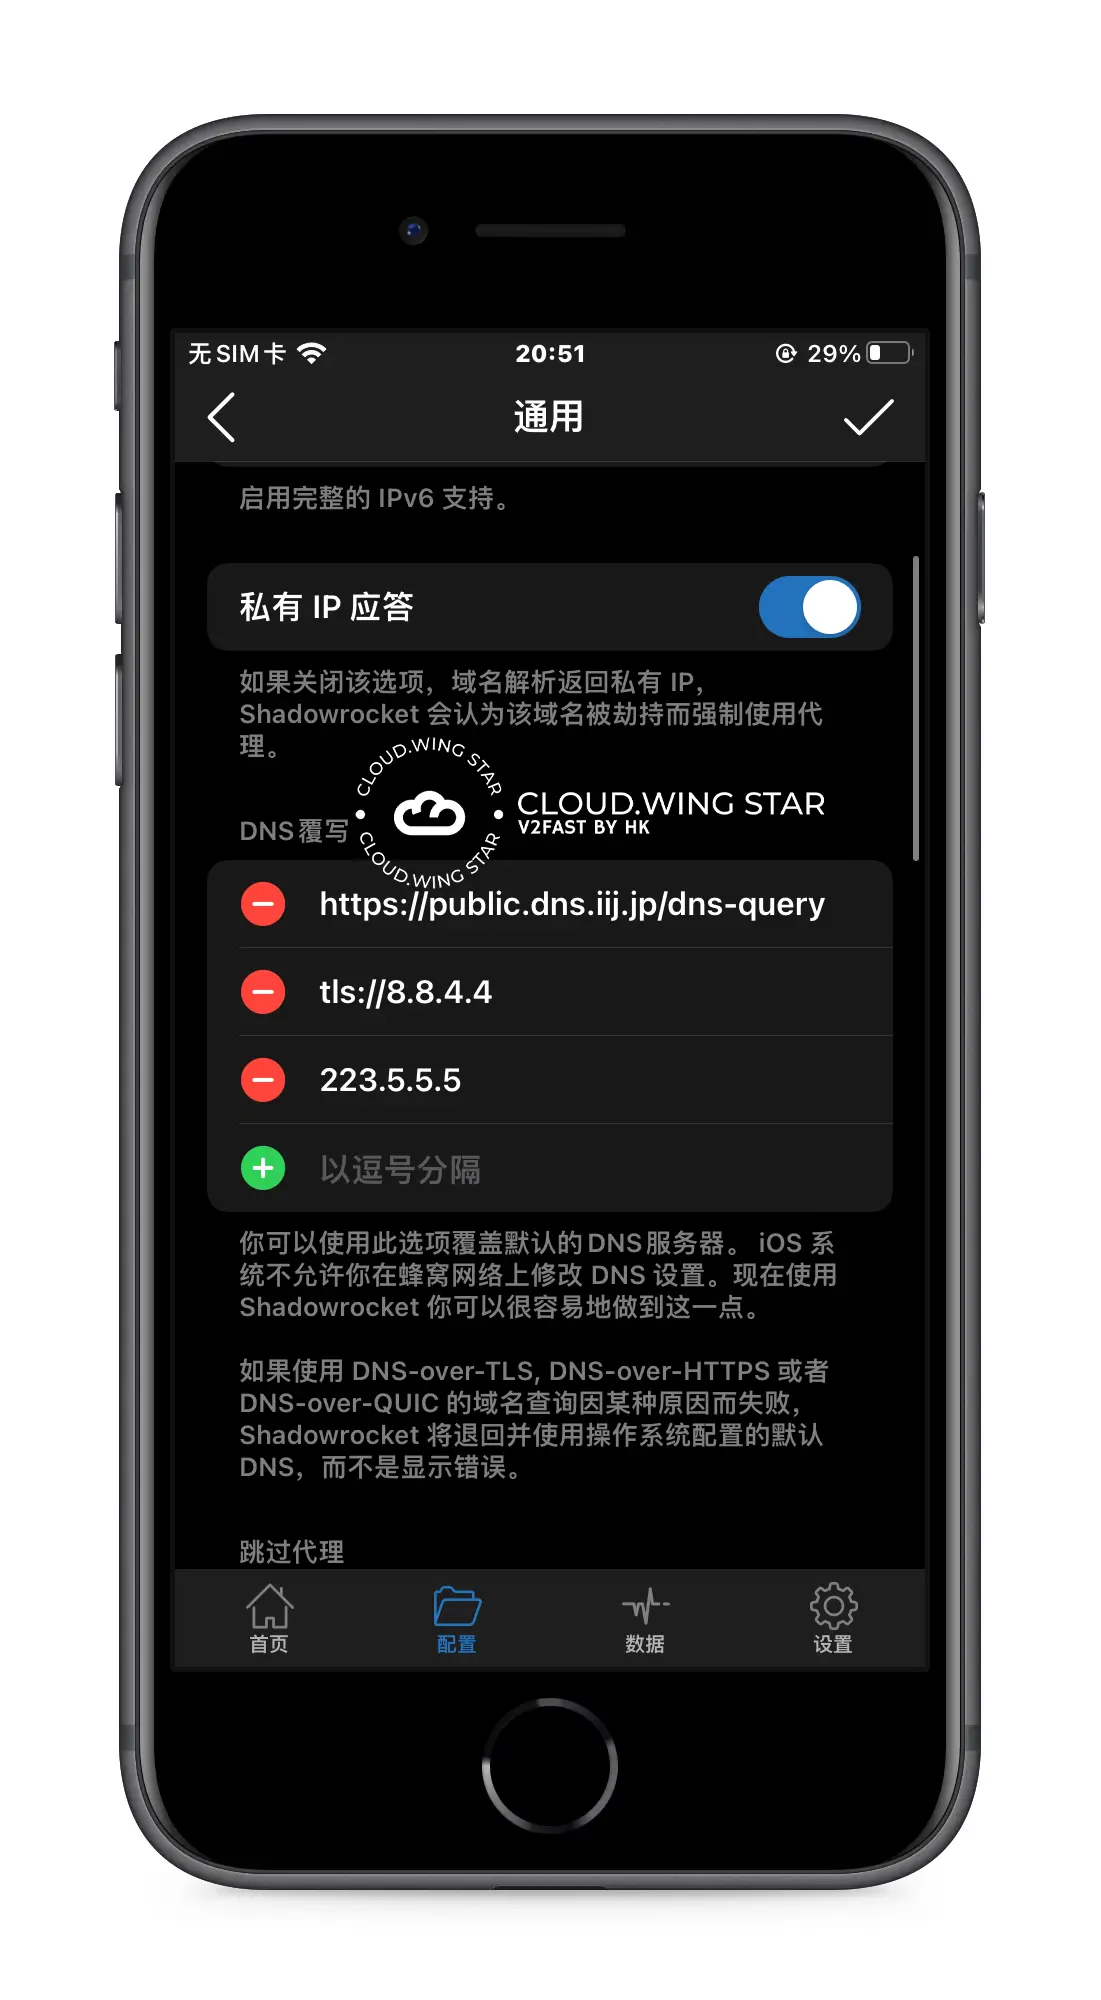 无SIM卡
20:51
29%
通用
启用完整的 IPv6 支持。
私有 IP 应答
如果关闭该选项，域名解析返回私有 IP，
Shadowrocket 会认为该域名被劫持而强制使用代
理。
CLOUD.WING STAR
CLOUD.WING STAR
CLOUD.WING STAR
V2FAST BY HK
DNS覆写
https://public.dns.iij.jp/dns-query
tls://8.8.4.4
223.5.5.5
以逗号分隔
你可以使用此选项覆盖默认的DNS服务器。 iOS 系
统不允许你在蜂窝网络上修改 DNS 设置。现在使用
Shadowrocket 你可以很容易地做到这一点。
如果使用 DNS-over-TLS, DNS-over-HTTPS 或者
DNS-over-QUIC 的域名查询因某种原因而失败，
Shadowrocket 将退回并使用操作系统配置的默认
DNS，而不是显示错误。
跳过代理
首页
配置
数据
设置